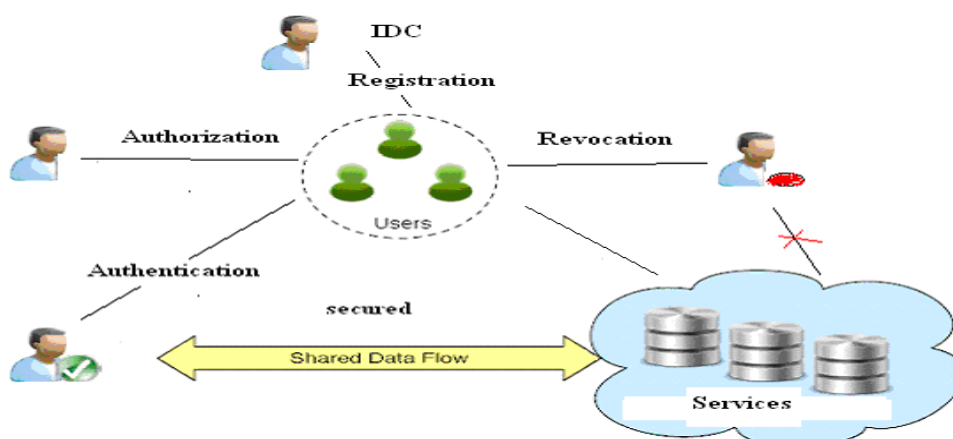 IDC
Registration
Authorization
Revocation
Users
Authentication
secured
Shared Data Flow
Services